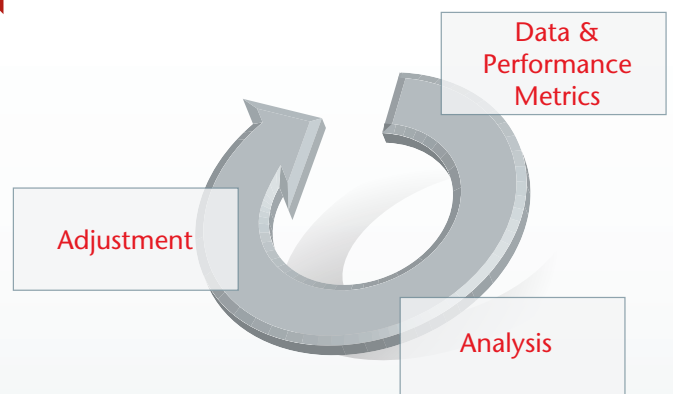 Data &
Performance
Metrics
Adjustment
Analysis